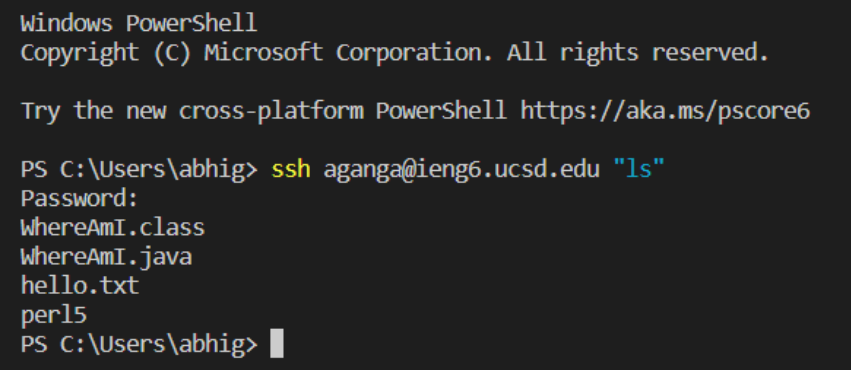 Windows PowerShell
Copyright (C) Microsoft Corporation. All rights reserved.
Try the new cross-platform PowerShell https://aka.ms/pscore6
PS C:\Users\abhig> ssh aganga@ieng6.ucsd.edu "ls"
Password:
WhereAmI.class
WhereAmI.java
hello.txt
perl5
PS C:\Users\abhig>